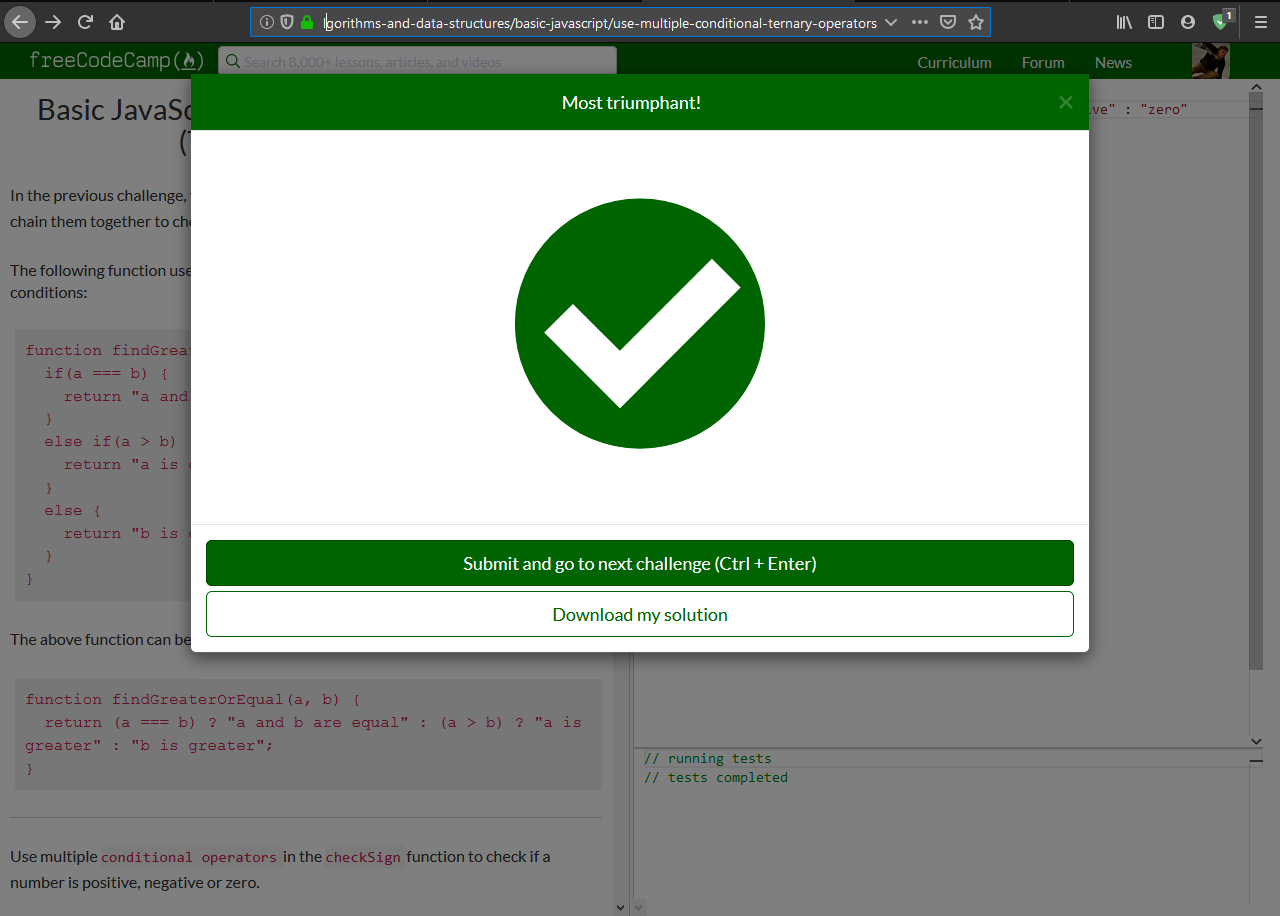 lgorithms-and-data-structures/basic-javascript/use-multiple-conditional-ternary-operators
1
freeCodeCamp
Search 8,000+ lessons, articles, and videos
Curriculum
Forum
News
Most triumphant!
×
Basic JavaSc
(
ve" : "zero"
In the previous challenge,
chain them together to che
The following function use
conditions:
function findGreat
if(a === b) {
return "a and
}
else if(a > b)
return "a is
}
else {
return "b is
}
}
Submit and go to next challenge (Ctrl + Enter)
Download my solution
The above function can be
function findGreaterOrEqual(a, b) {
return (a === b) ? "a and b are equal" : (a > b) ? "a is
greater" : "b is greater";
}
// running tests
// tests completed
Use multiple conditional operators in the checkSign function to check if a
number is positive, negative or zero.